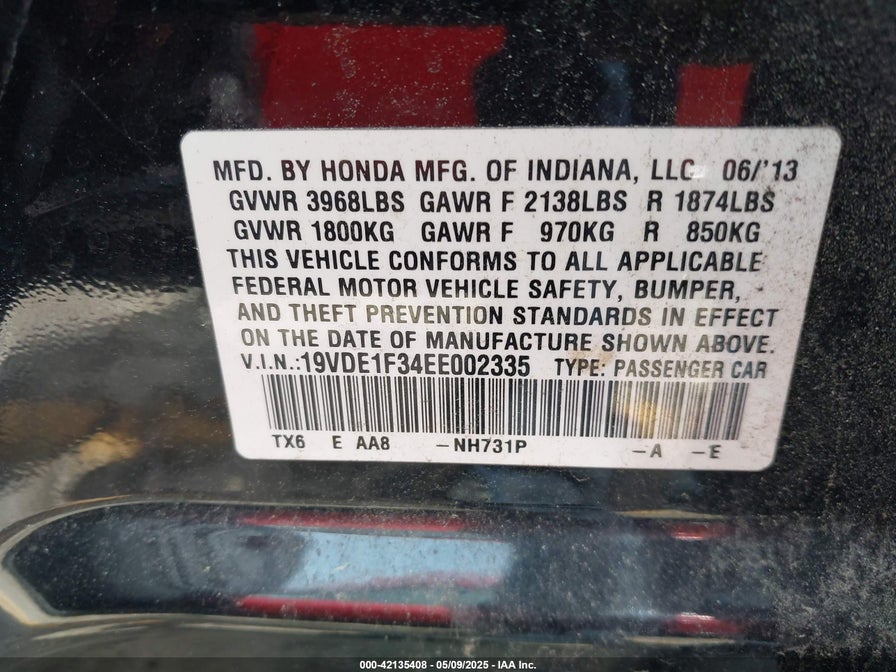 MFD. BY HONDA MFG. OF INDIANA, LLC. 06/'13
GVWR 3968LBS GAWR F 2138LBS R 1874LBS
GVWR 1800KG GAWR F 970KG R 850KG
THIS VEHICLE CONFORMS TO ALL APPLICABLE
FEDERAL MOTOR VEHICLE SAFETY, BUMPER,
AND THEFT PREVENTION STANDARDS IN EFFECT
ON THE DATE OF MANUFACTURE SHOWN ABOVE.
V.I.N.:19VDE1F34EE002335 TYPE: PASSENGER CAR
TX6 E AA8 -NH731P -A -E
000-42135408 - 05/09/2025 - IAA Inc.